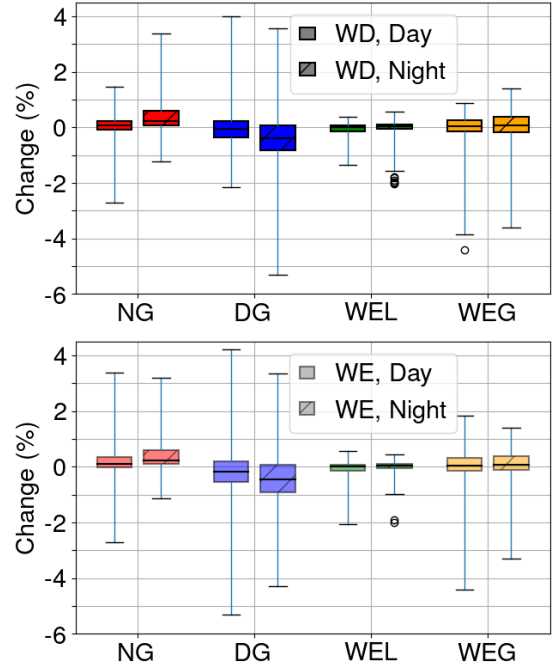 4
2
0
-2
-4
-6
Change (%)
WD, Day
WD, Night
NG DG WEL WEG
4
2
0
-2
-4
-6
Change (%)
WE, Day
WE, Night
NG DG WEL WEG